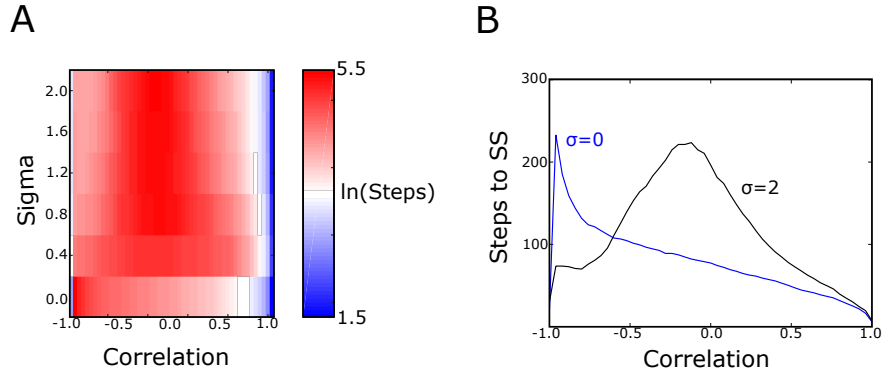 A
B
5.5
ln(Steps)
1.5
Sigma
2.0
1.6
1.2
0.8
0.4
0.0
-1.0 -0.5 0.0 0.5 1.0
Correlation
Steps to SS
300
200
100
σ=0
σ=2
-1.0 -0.5 0.0 0.5 1.0
Correlation